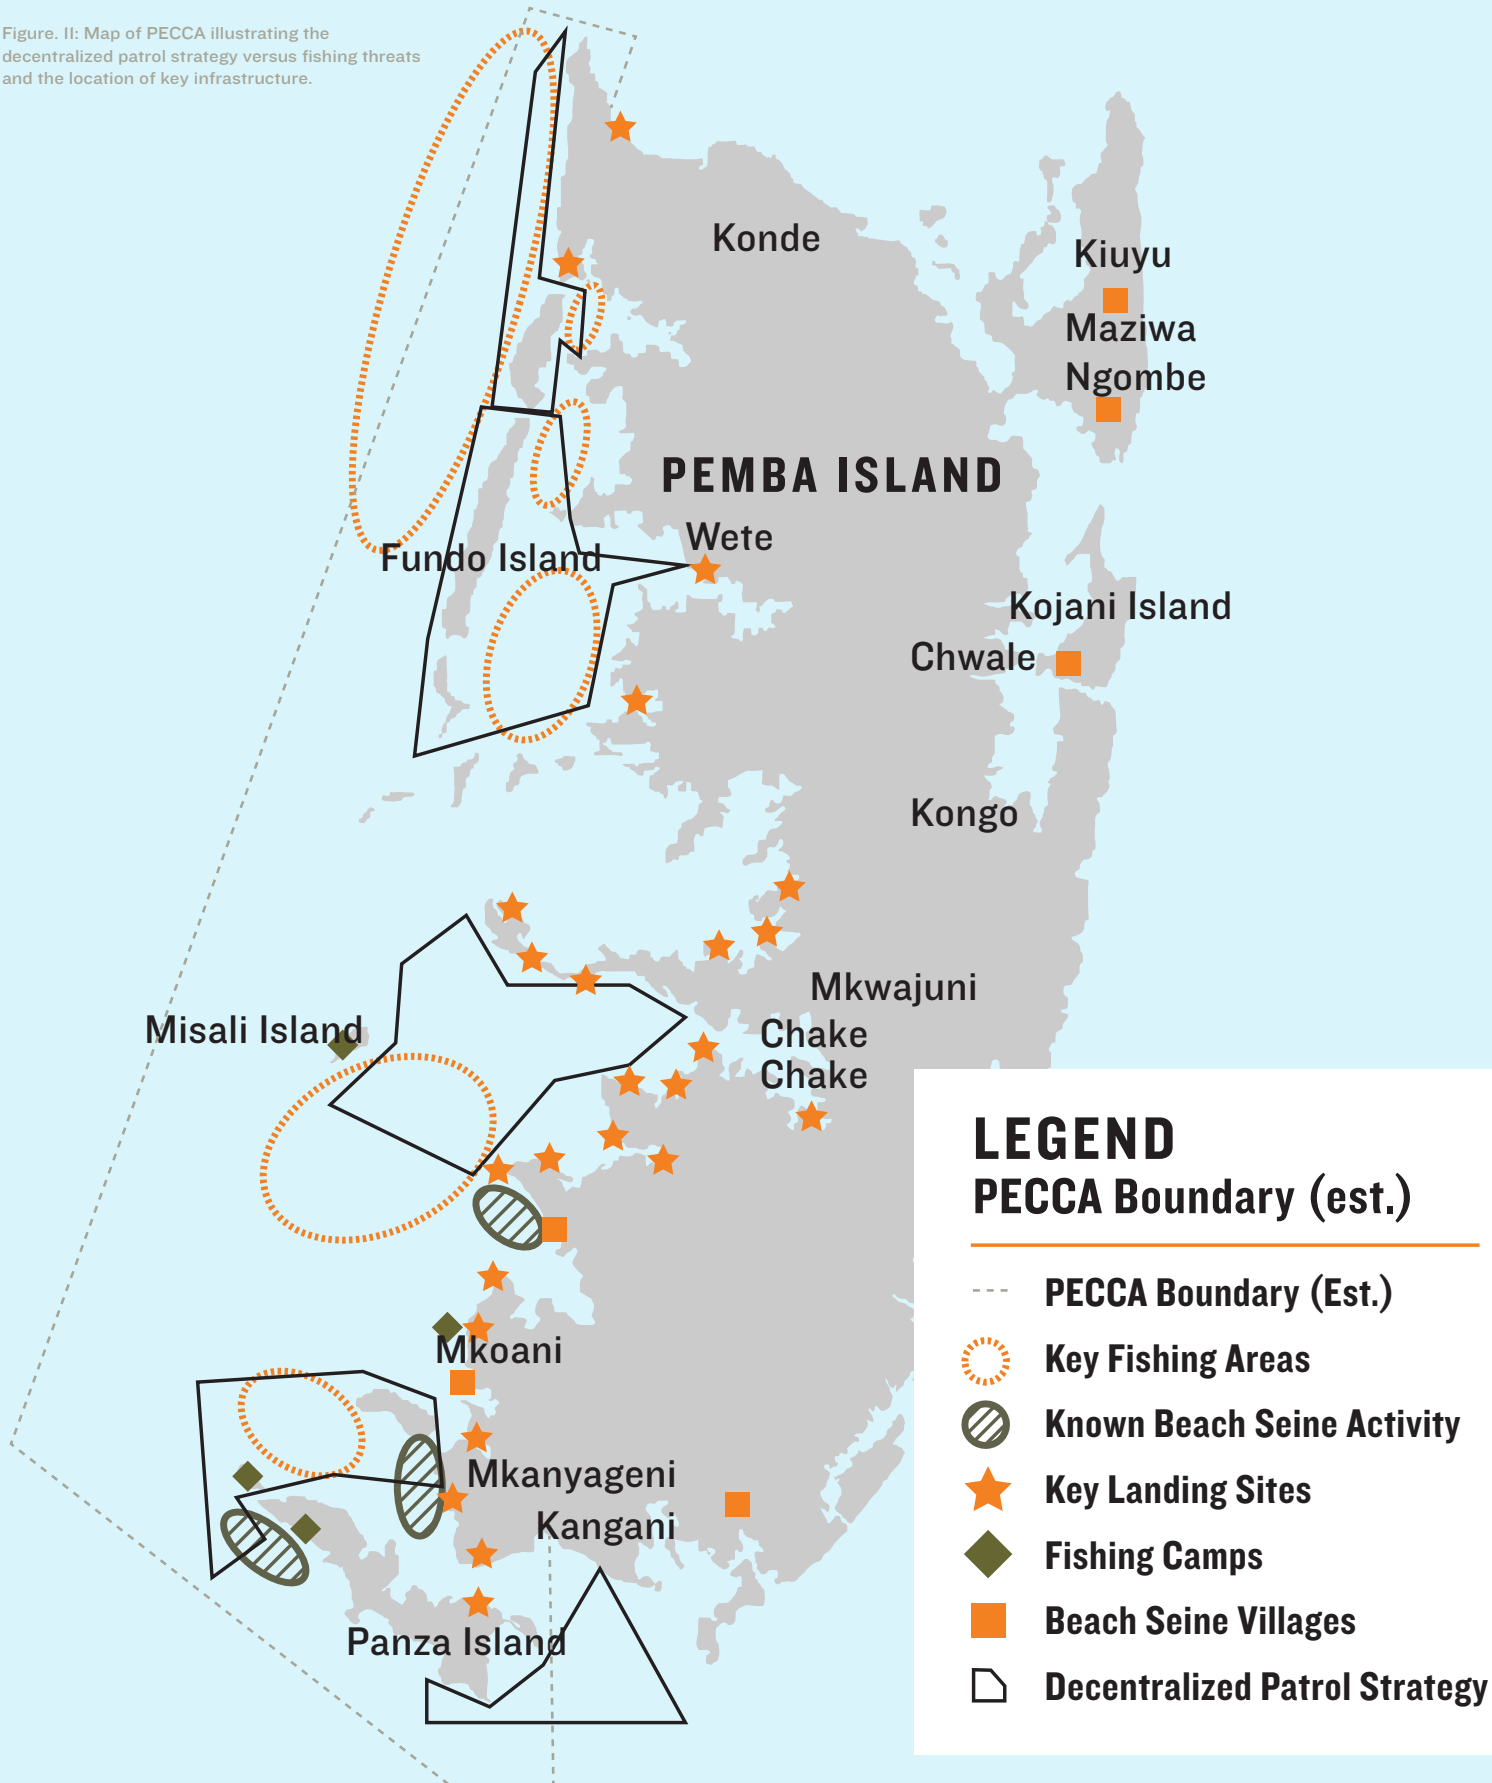 Figure. II: Map of PECCA illustrating the
decentralized patrol strategy versus fishing threats
and the location of key infrastructure.
Konde
Kiuyu
Maziwa
Ngombe
PEMBA ISLAND
Wete
Fundo Island
Kojani Island
Chwale
Kongo
Mkwajuni
Misali Island
Chake
Chake
Mkoani
Mkanyageni
Kangani
Panza Island
LEGEND
PECCA Boundary (est.)
PECCA Boundary (Est.)
Key Fishing Areas
Known Beach Seine Activity
Key Landing Sites
Fishing Camps
Beach Seine Villages
Decentralized Patrol Strategy